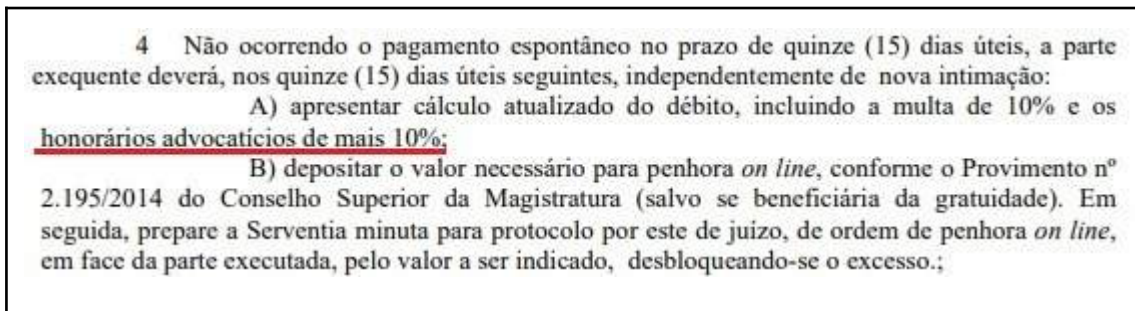 4 Não ocorrendo o pagamento espontâneo no prazo de quinze (15) dias úteis, a parte
exequente deverá, nos quinze (15) dias úteis seguintes, independentemente de nova intimação:
A) apresentar cálculo atualizado do débito, incluindo a multa de 10% e os
honorários advocatícios de mais 10%;
B) depositar o valor necessário para penhora on line, conforme o Provimento nº
2.195/2014 do Conselho Superior da Magistratura (salvo se beneficiária da gratuidade). Em
seguida, prepare a Serventia minuta para protocolo por este de juízo, de ordem de penhora on line,
em face da parte executada, pelo valor a ser indicado, desbloqueando-se o excesso.;